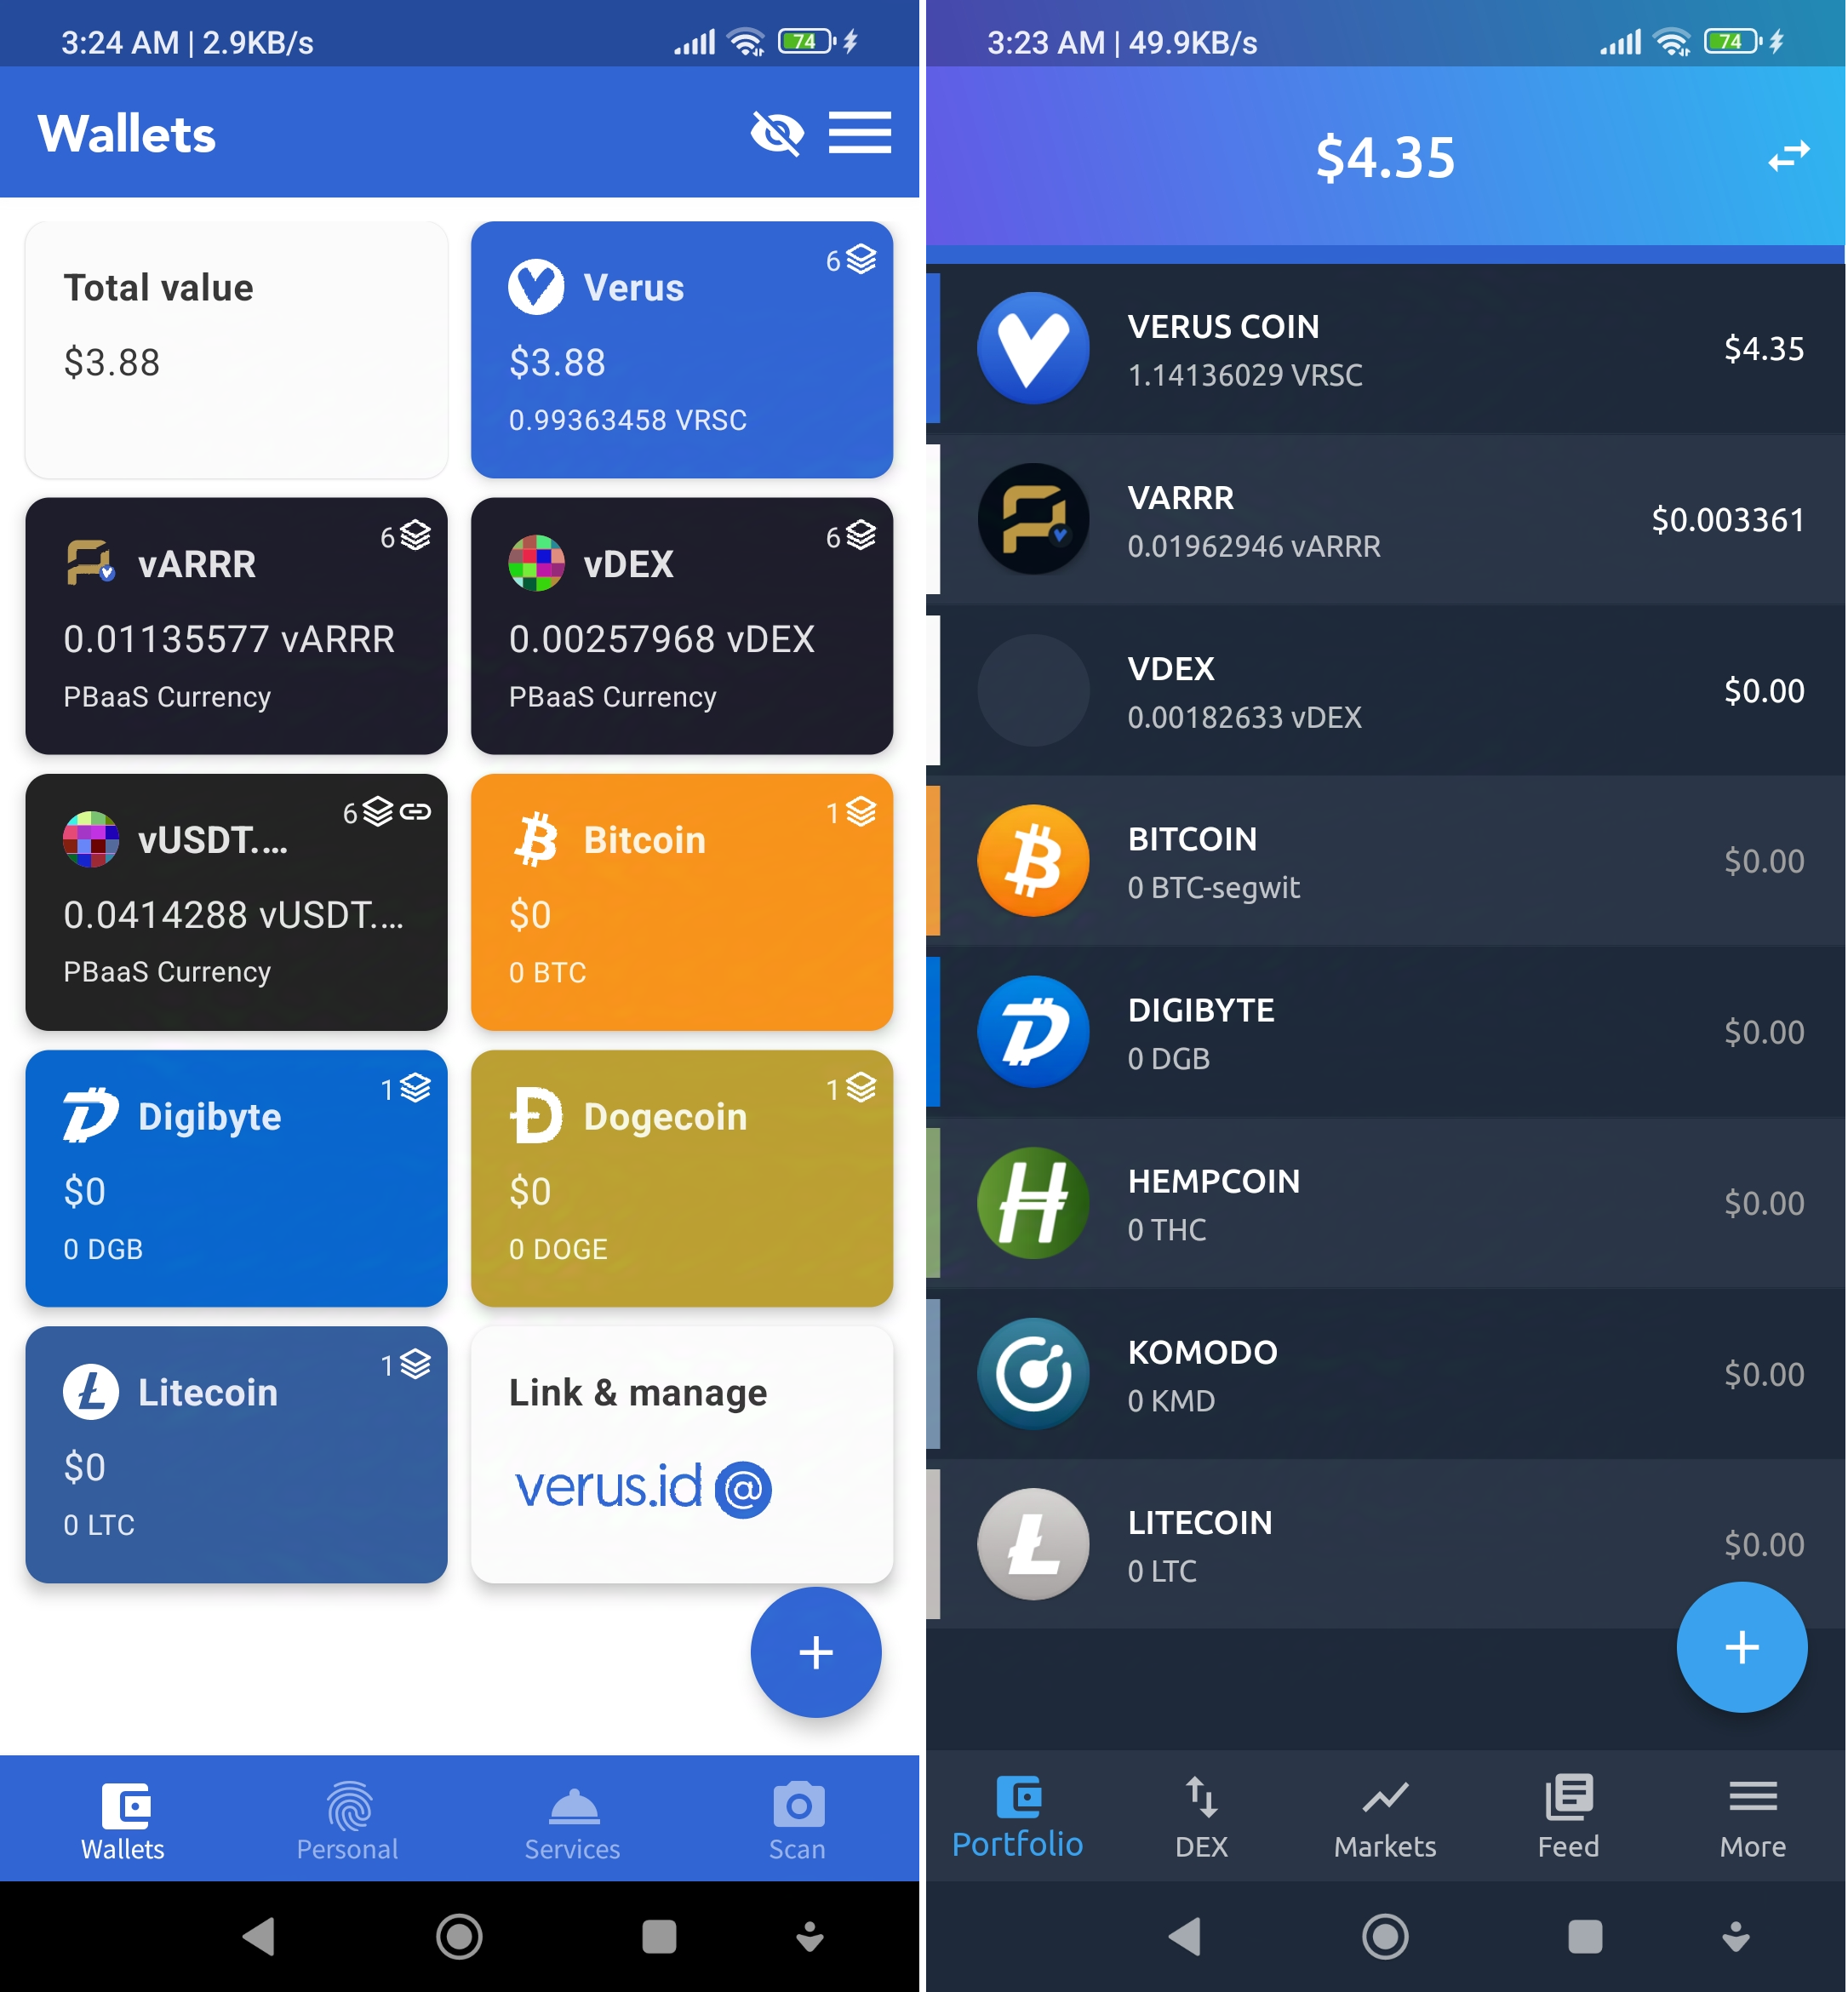 3:24 AM | 2.9KB/s
74
Wallets
Total value
$3.88
Verus
6
$3.88
0.99363458 VRSC
vARRR
6
0.01135577 vARRR
PBaaS Currency
vDEX
6
0.00257968 vDEX
PBaaS Currency
vUSDT....
6
0.0414288 vUSDT....
PBaaS Currency
Bitcoin
1
$0
0 BTC
Digibyte
1
$0
0 DGB
Dogecoin
1
$0
0 DOGE
Litecoin
1
$0
0 LTC
Link & manage
verus.id @
+
Wallets
Personal
Services
Scan
3:23 AM | 49.9KB/s
74
$4.35
VERUS COIN
1.14136029 VRSC
$4.35
VARRR
0.01962946 vARRR
$0.003361
VDEX
0.00182633 vDEX
$0.00
BITCOIN
0 BTC-segwit
$0.00
DIGIBYTE
0 DGB
$0.00
HEMPCOIN
0 THC
$0.00
KOMODO
0 KMD
$0.00
LITECOIN
0 LTC
$0.00
+
Portfolio
DEX
Markets
Feed
More